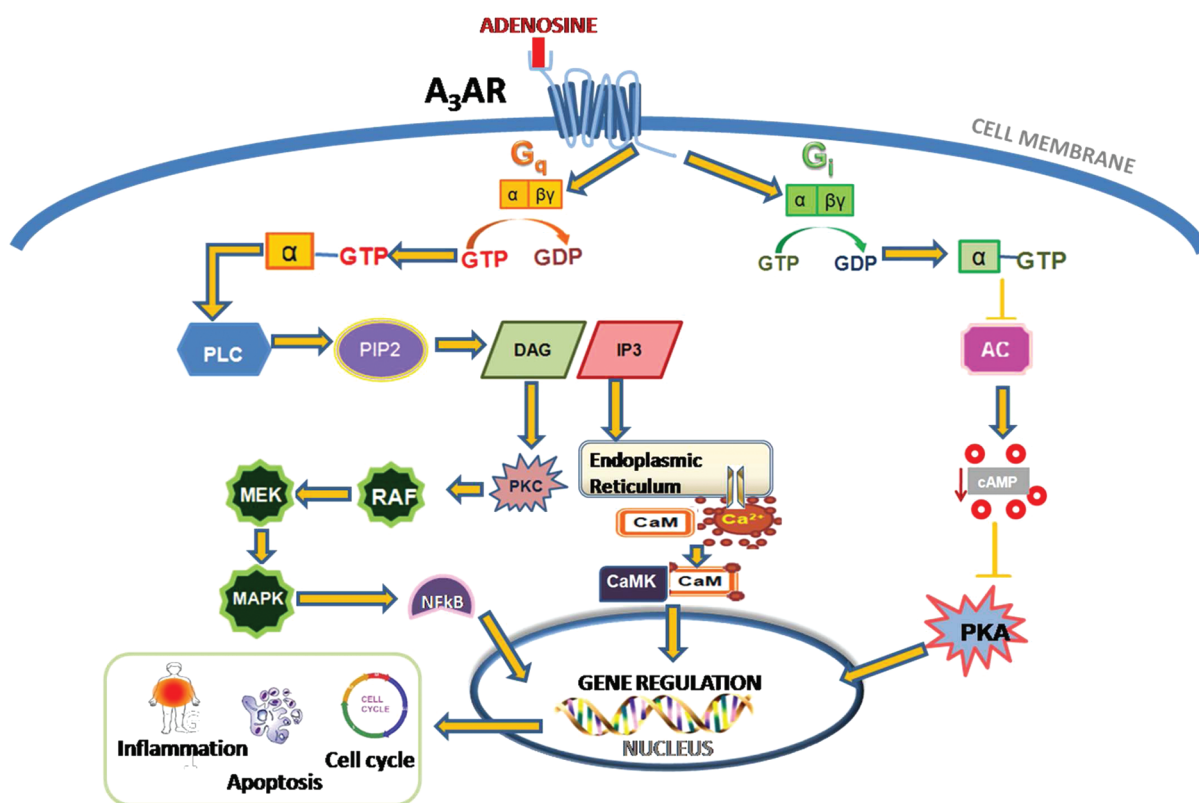 ADENOSINE
A₃AR
CELL MEMBRANE
Gq
Gi
α βγ
α βγ
α GTP
GTP GDP
GTP GDP
α GTP
PLC
PIP2
DAG
IP3
AC
Endoplasmic
Reticulum
MEK
RAF
PKC
cAMP
CaM
Ca²⁺
MAPK
NFkB
CaMK
CaM
PKA
GENE REGULATION
NUCLEUS
CELL
CYCLE
Inflammation
Apoptosis
Cell cycle